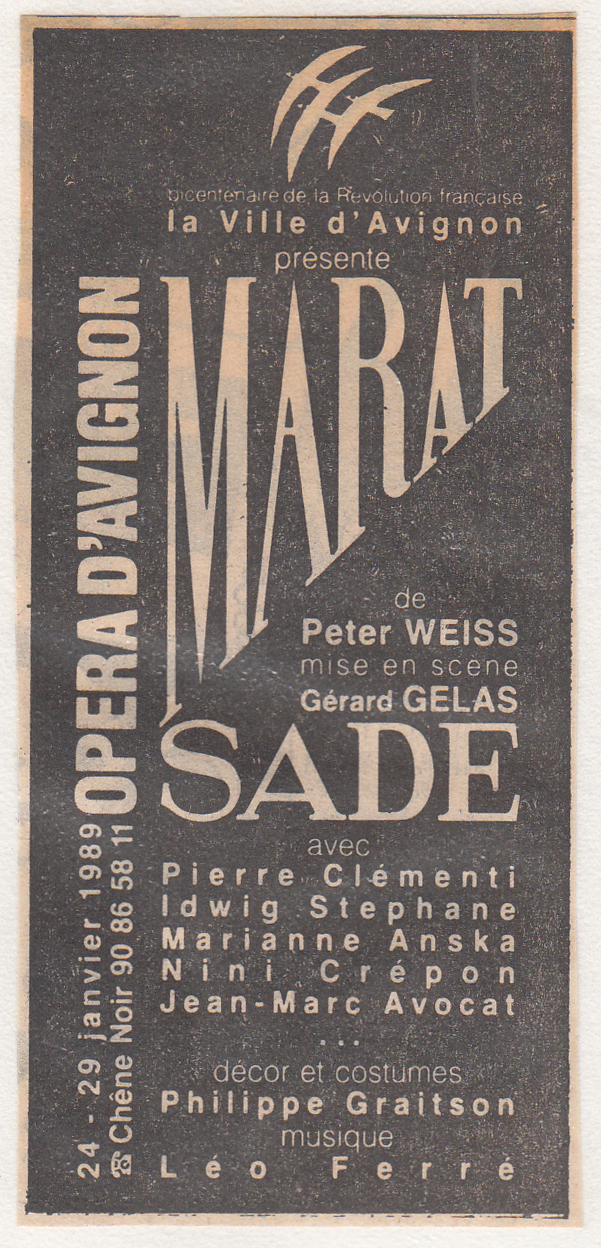 bicentenaire de la Révolution française
la Ville d'Avignon
présente
MARAT
de
Peter WEISS
mise en scène
Gérard GELAS
SADE
avec
Pierre Clémenti
Idwig Stephane
Marianne Anska
Nini Crépon
Jean-Marc Avocat
...
décor et costumes
Philippe Graitson
musique
Léo Ferré
OPERA D'AVIGNON
24 - 29 janvier 1989
☎ Chêne Noir 90 86 58 11